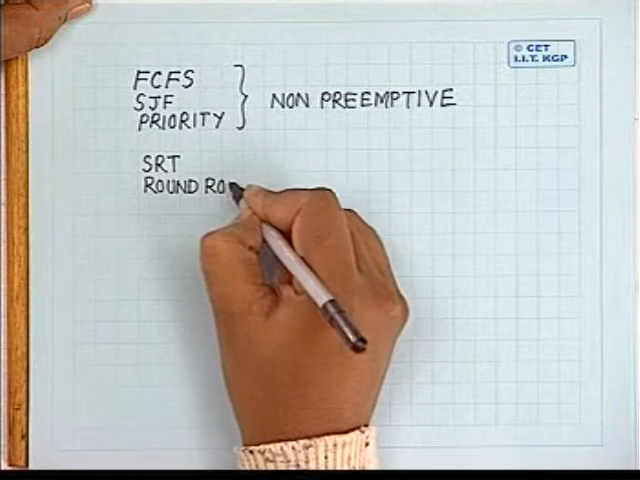 © CET
I.I.T. KGP
FCFS
SJF
PRIORITY
NON PREEMPTIVE
SRT
ROUND RO